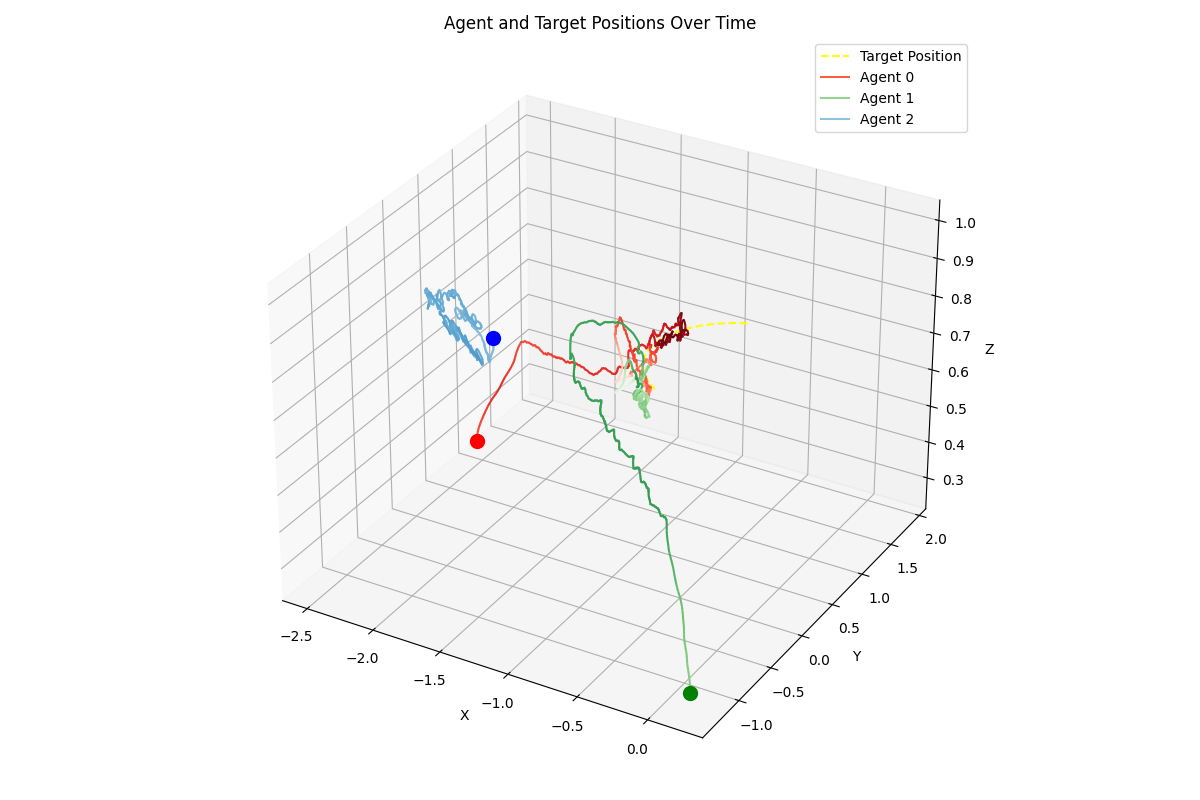 Agent and Target Positions Over Time
Target Position
Agent 0
Agent 1
Agent 2
1.0
0.9
0.8
0.7
0.6
0.5
0.4
0.3
Z
2.0
1.5
1.0
0.5
0.0
−0.5
−1.0
Y
−2.5
−2.0
−1.5
−1.0
−0.5
0.0
X